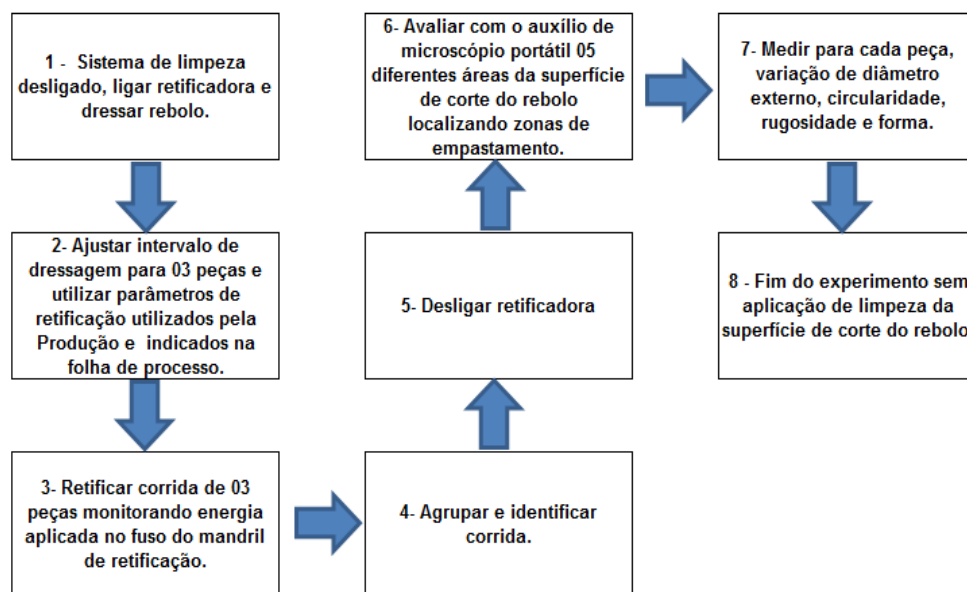 1 - Sistema de limpeza
desligado, ligar retificadora e
dressar rebolo.
2- Ajustar intervalo de
dressagem para 03 peças e
utilizar parâmetros de
retificação utilizados pela
Produção e indicados na
folha de processo.
3- Retificar corrida de 03
peças monitorando energia
aplicada no fuso do mandril
de retificação.
4- Agrupar e identificar
corrida.
5- Desligar retificadora
6- Avaliar com o auxílio de
microscópio portátil 05
diferentes áreas da superfície
de corte do rebolo
localizando zonas de
empastamento.
7- Medir para cada peça,
variação de diâmetro
externo, circularidade,
rugosidade e forma.
8 - Fim do experimento sem
aplicação de limpeza da
superfície de corte do rebolo